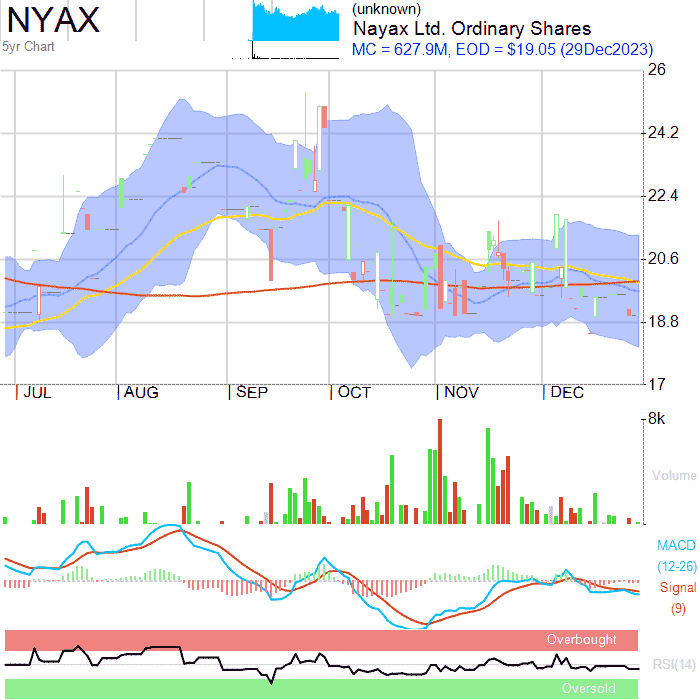 NYAX
5yr Chart
(unknown)
Nayax Ltd. Ordinary Shares
MC = 627.9M, EOD = $19.05 (29Dec2023)
26
24.2
22.4
20.6
18.8
17
JUL AUG SEP OCT NOV DEC
8k
Volume
MACD
(12-26)
Signal
(9)
Overbought
RSI(14)
Oversold